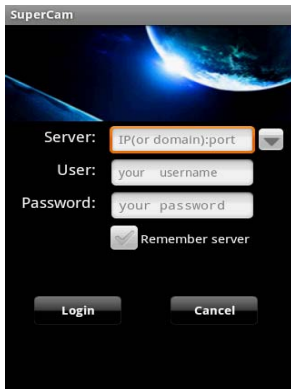 SuperCam
Server: IP(or domain):port
User: your username
Password: your password
Remember server
Login Cancel